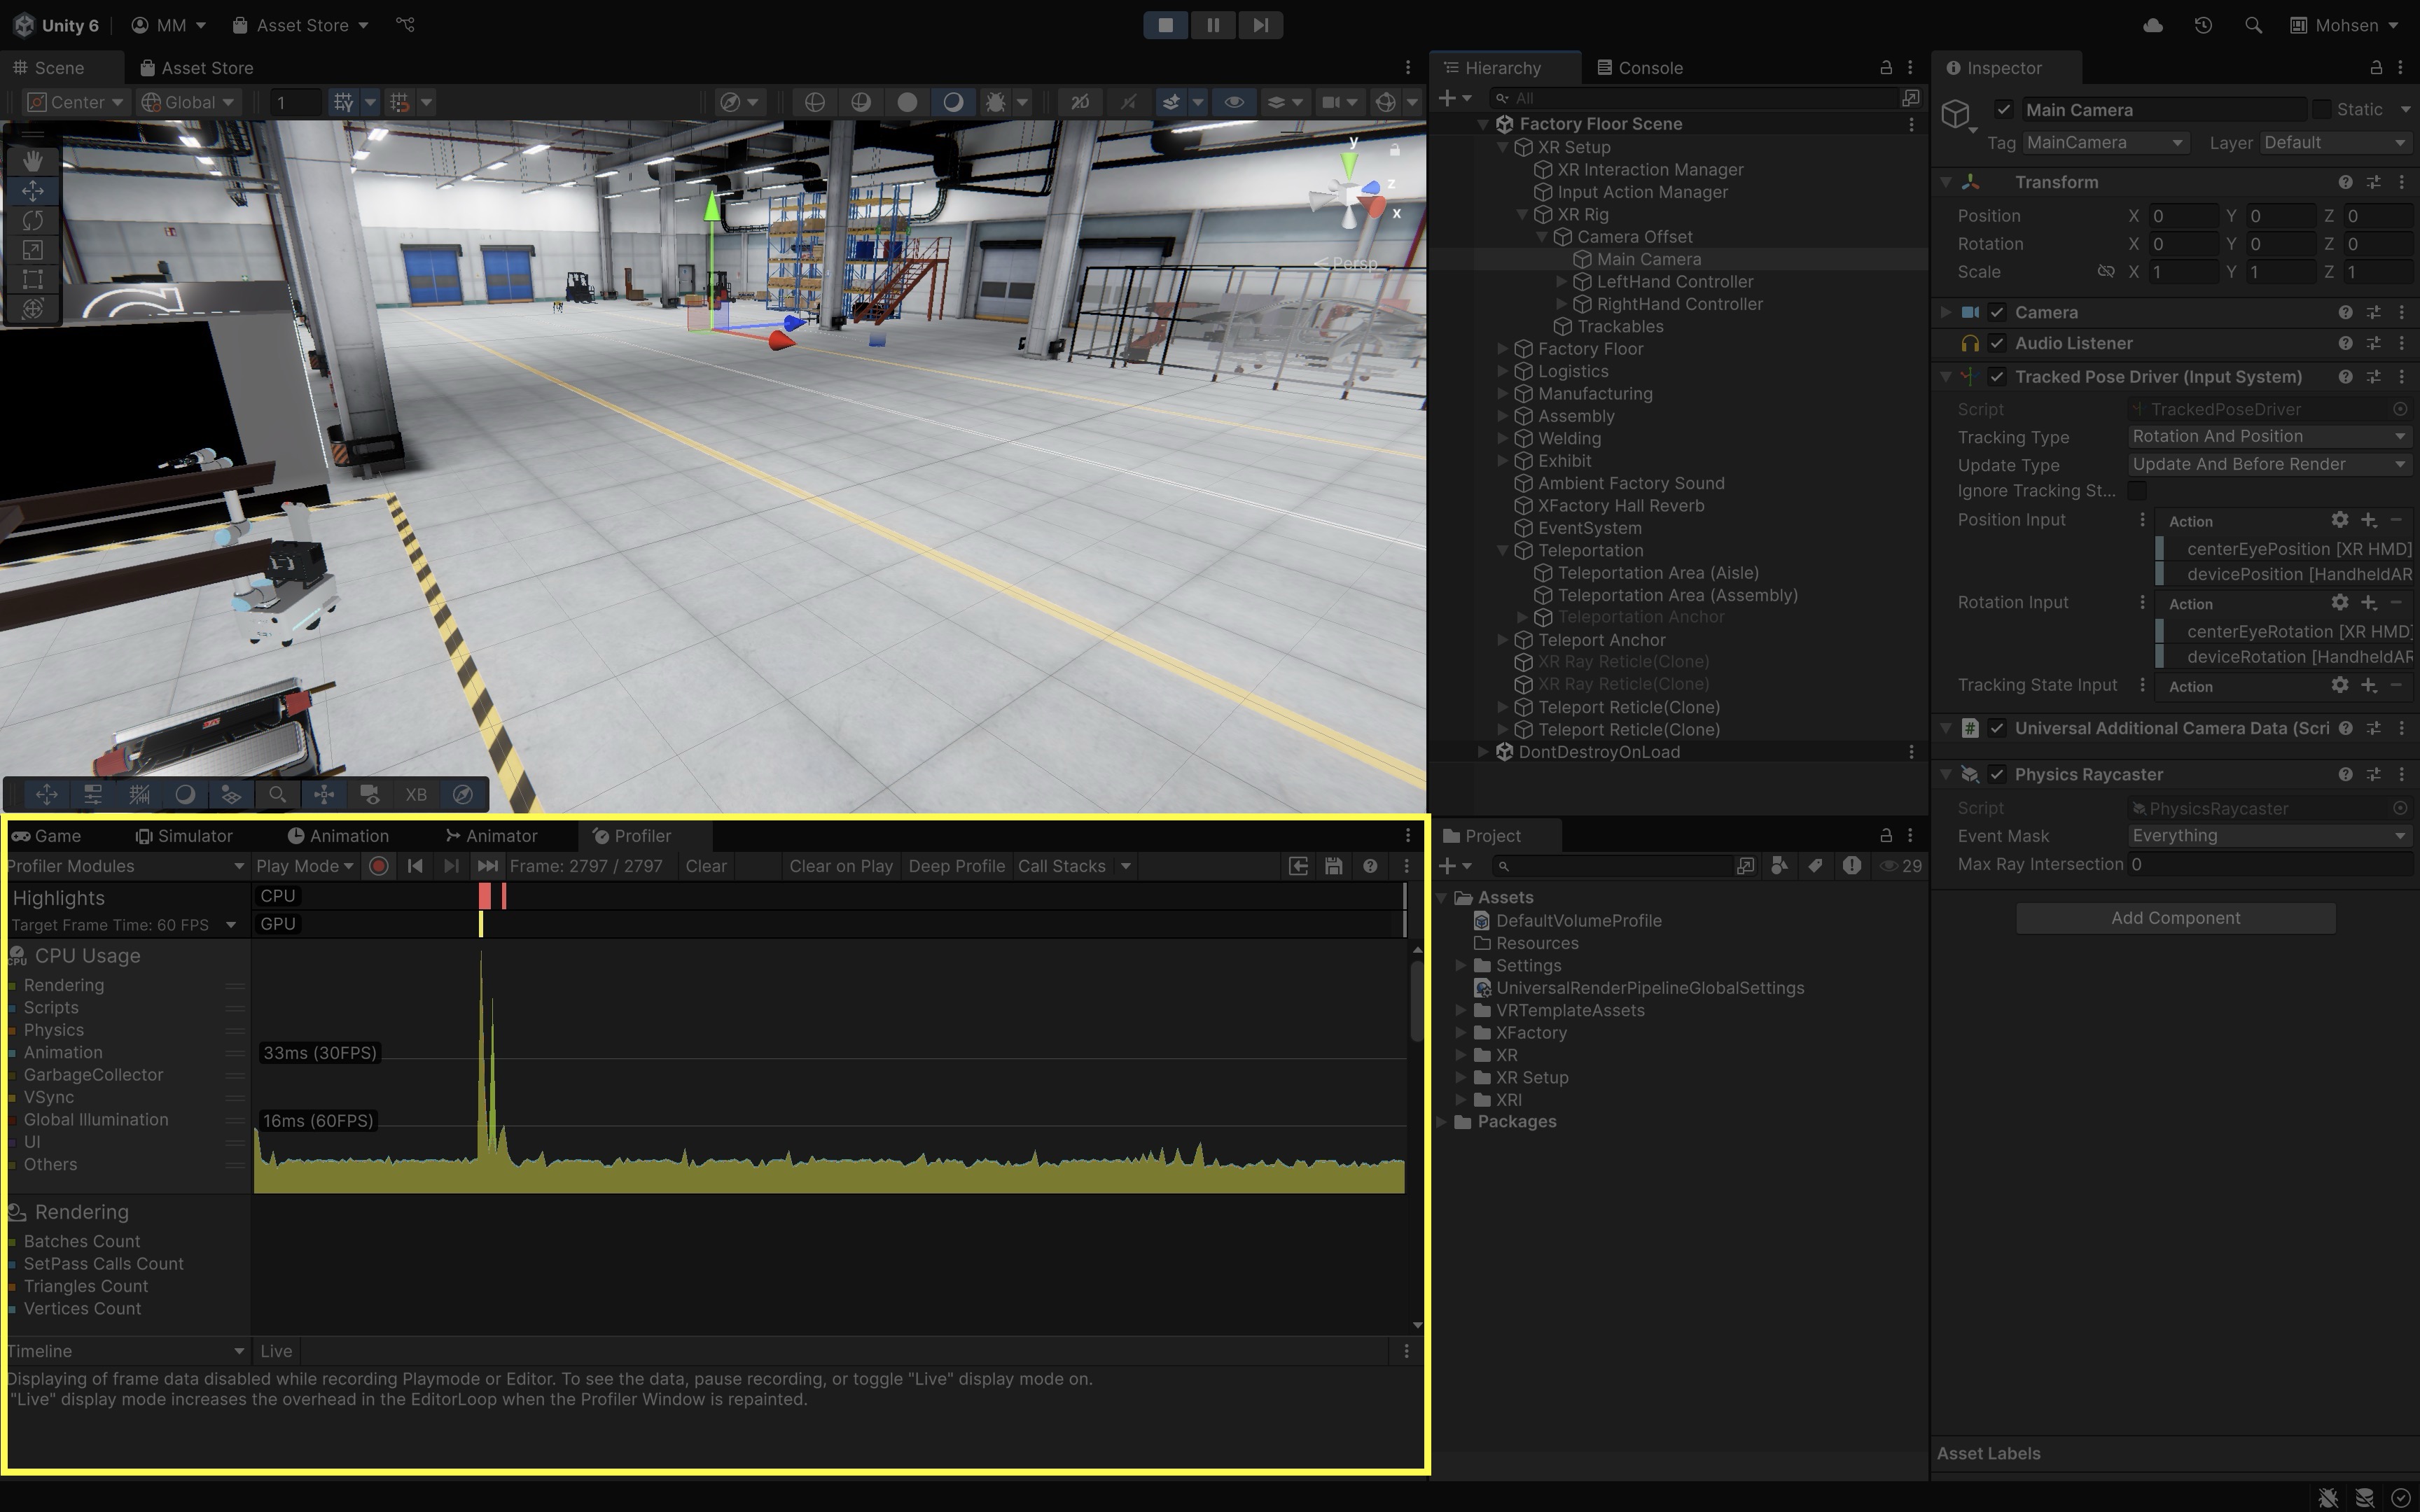 Unity 6
MM
Asset Store
Mohsen
Scene
Asset Store
Center
Global
1
2D
y
z
x
< Persp
XB
Hierarchy
Console
All
Factory Floor Scene
XR Setup
XR Interaction Manager
Input Action Manager
XR Rig
Camera Offset
Main Camera
LeftHand Controller
RightHand Controller
Trackables
Factory Floor
Logistics
Manufacturing
Assembly
Welding
Exhibit
Ambient Factory Sound
XFactory Hall Reverb
EventSystem
Teleportation
Teleportation Area (Aisle)
Teleportation Area (Assembly)
Teleportation Anchor
Teleport Anchor
XR Ray Reticle(Clone)
XR Ray Reticle(Clone)
Teleport Reticle(Clone)
Teleport Reticle(Clone)
DontDestroyOnLoad
Inspector
Main Camera
Static
Tag MainCamera Layer Default
Transform
Position X 0 Y 0 Z 0
Rotation X 0 Y 0 Z 0
Scale X 1 Y 1 Z 1
Camera
Audio Listener
Tracked Pose Driver (Input System)
Script TrackedPoseDriver
Tracking Type Rotation And Position
Update Type Update And Before Render
Ignore Tracking St...
Position Input Action
centerEyePosition [XR HMD]
devicePosition [HandheldAR
Rotation Input Action
centerEyeRotation [XR HMD]
deviceRotation [HandheldAR
Tracking State Input Action
Universal Additional Camera Data (Scri
Physics Raycaster
Script PhysicsRaycaster
Event Mask Everything
Max Ray Intersection 0
Add Component
Asset Labels
Game Simulator Animation Animator Profiler
Profiler Modules Play Mode Frame: 2797 / 2797 Clear Clear on Play Deep Profile Call Stacks
Highlights
Target Frame Time: 60 FPS
CPU
GPU
CPU Usage
Rendering
Scripts
Physics
Animation
GarbageCollector
VSync
Global Illumination
UI
Others
33ms (30FPS)
16ms (60FPS)
Rendering
Batches Count
SetPass Calls Count
Triangles Count
Vertices Count
Timeline Live
Displaying of frame data disabled while recording Playmode or Editor. To see the data, pause recording, or toggle "Live" display mode on.
"Live" display mode increases the overhead in the EditorLoop when the Profiler Window is repainted.
Project
29
Assets
DefaultVolumeProfile
Resources
Settings
UniversalRenderPipelineGlobalSettings
VRTemplateAssets
XFactory
XR
XR Setup
XRI
Packages